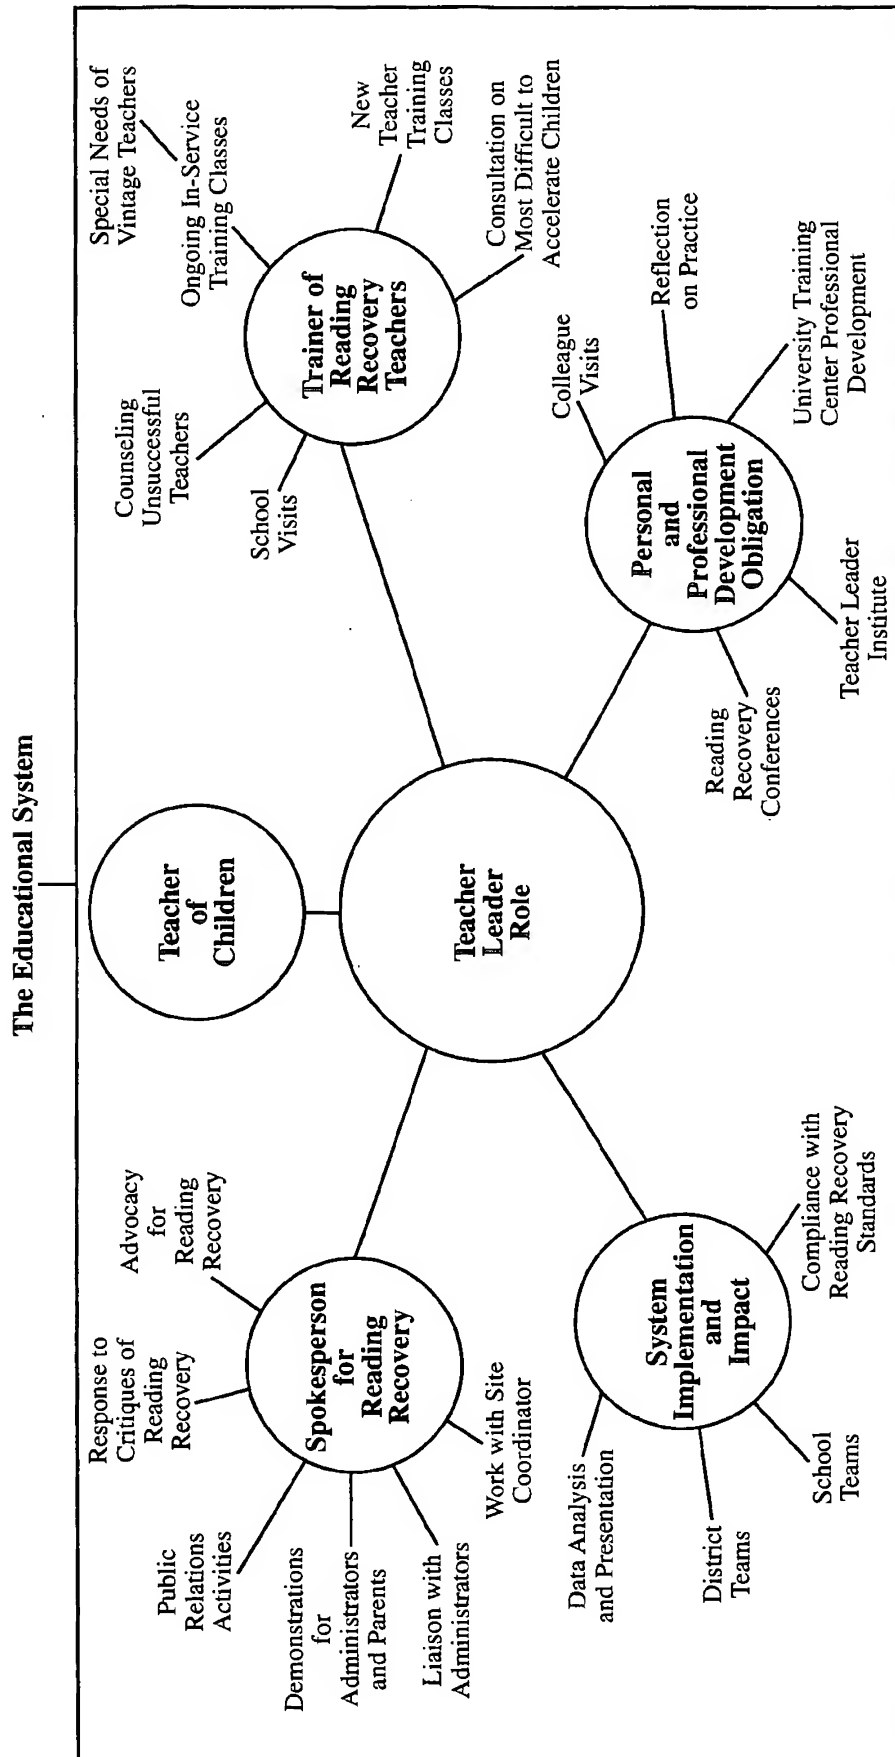 The Educational System
Teacher
of
Children
Teacher
Leader
Role
Spokesperson
for
Reading
Recovery
Advocacy
for
Reading
Recovery
Response to
Critiques of
Reading
Recovery
Public
Relations
Activities
Demonstrations
for
Administrators
and Parents
Liaison with
Administrators
Work with Site
Coordinator
Trainer of
Reading
Recovery
Teachers
Counseling
Unsuccessful
Teachers
School
Visits
Special Needs of
Vintage Teachers
Ongoing In-Service
Training Classes
New
Teacher
Training
Classes
Consultation on
Most Difficult to
Accelerate Children
System
Implementation
and
Impact
Data Analysis
and Presentation
District
Teams
School
Teams
Compliance with
Reading Recovery
Standards
Personal
and
Professional
Development
Obligation
Colleague
Visits
Reflection
on Practice
University Training
Center Professional
Development
Teacher Leader
Institute
Reading
Recovery
Conferences